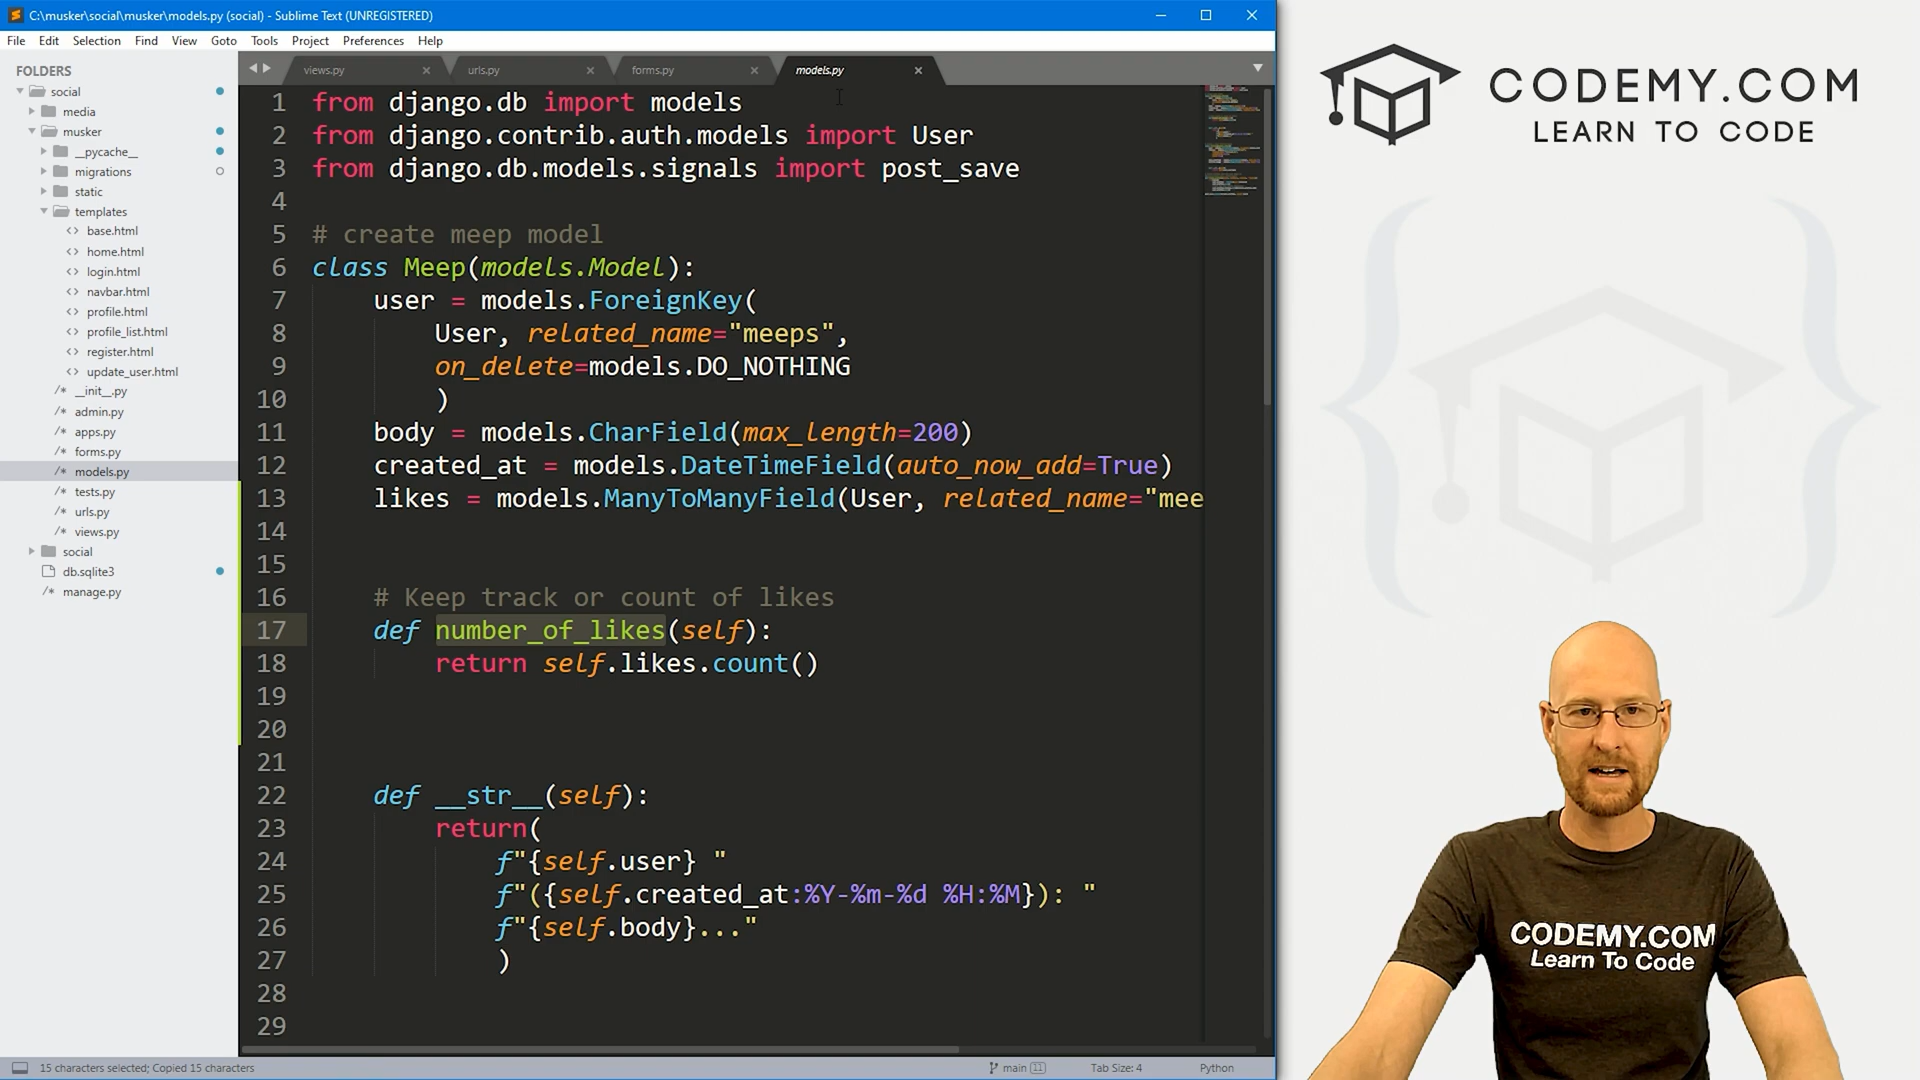 C:\musker\social\musker\models.py (social) - Sublime Text (UNREGISTERED)
File Edit Selection Find View Goto Tools Project Preferences Help
FOLDERS
social
media
musker
__pycache__
migrations
static
templates
base.html
home.html
login.html
navbar.html
profile.html
profile_list.html
register.html
update_user.html
__init__.py
admin.py
apps.py
forms.py
models.py
tests.py
urls.py
views.py
social
db.sqlite3
manage.py
views.py urls.py forms.py models.py
1 from django.db import models
2 from django.contrib.auth.models import User
3 from django.db.models.signals import post_save
4
5 # create meep model
6 class Meep(models.Model):
7 user = models.ForeignKey(
8 User, related_name="meeps",
9 on_delete=models.DO_NOTHING
10 )
11 body = models.CharField(max_length=200)
12 created_at = models.DateTimeField(auto_now_add=True)
13 likes = models.ManyToManyField(User, related_name="mee
14
15
16 # Keep track or count of likes
17 def number_of_likes(self):
18 return self.likes.count()
19
20
21
22 def __str__(self):
23 return(
24 f"{self.user} "
25 f"({self.created_at:%Y-%m-%d %H:%M}): "
26 f"{self.body}..."
27 )
28
29
15 characters selected; Copied 15 characters
main 11
Tab Size: 4
Python
CODEMY.COM
LEARN TO CODE
CODEMY.COM
Learn To Code